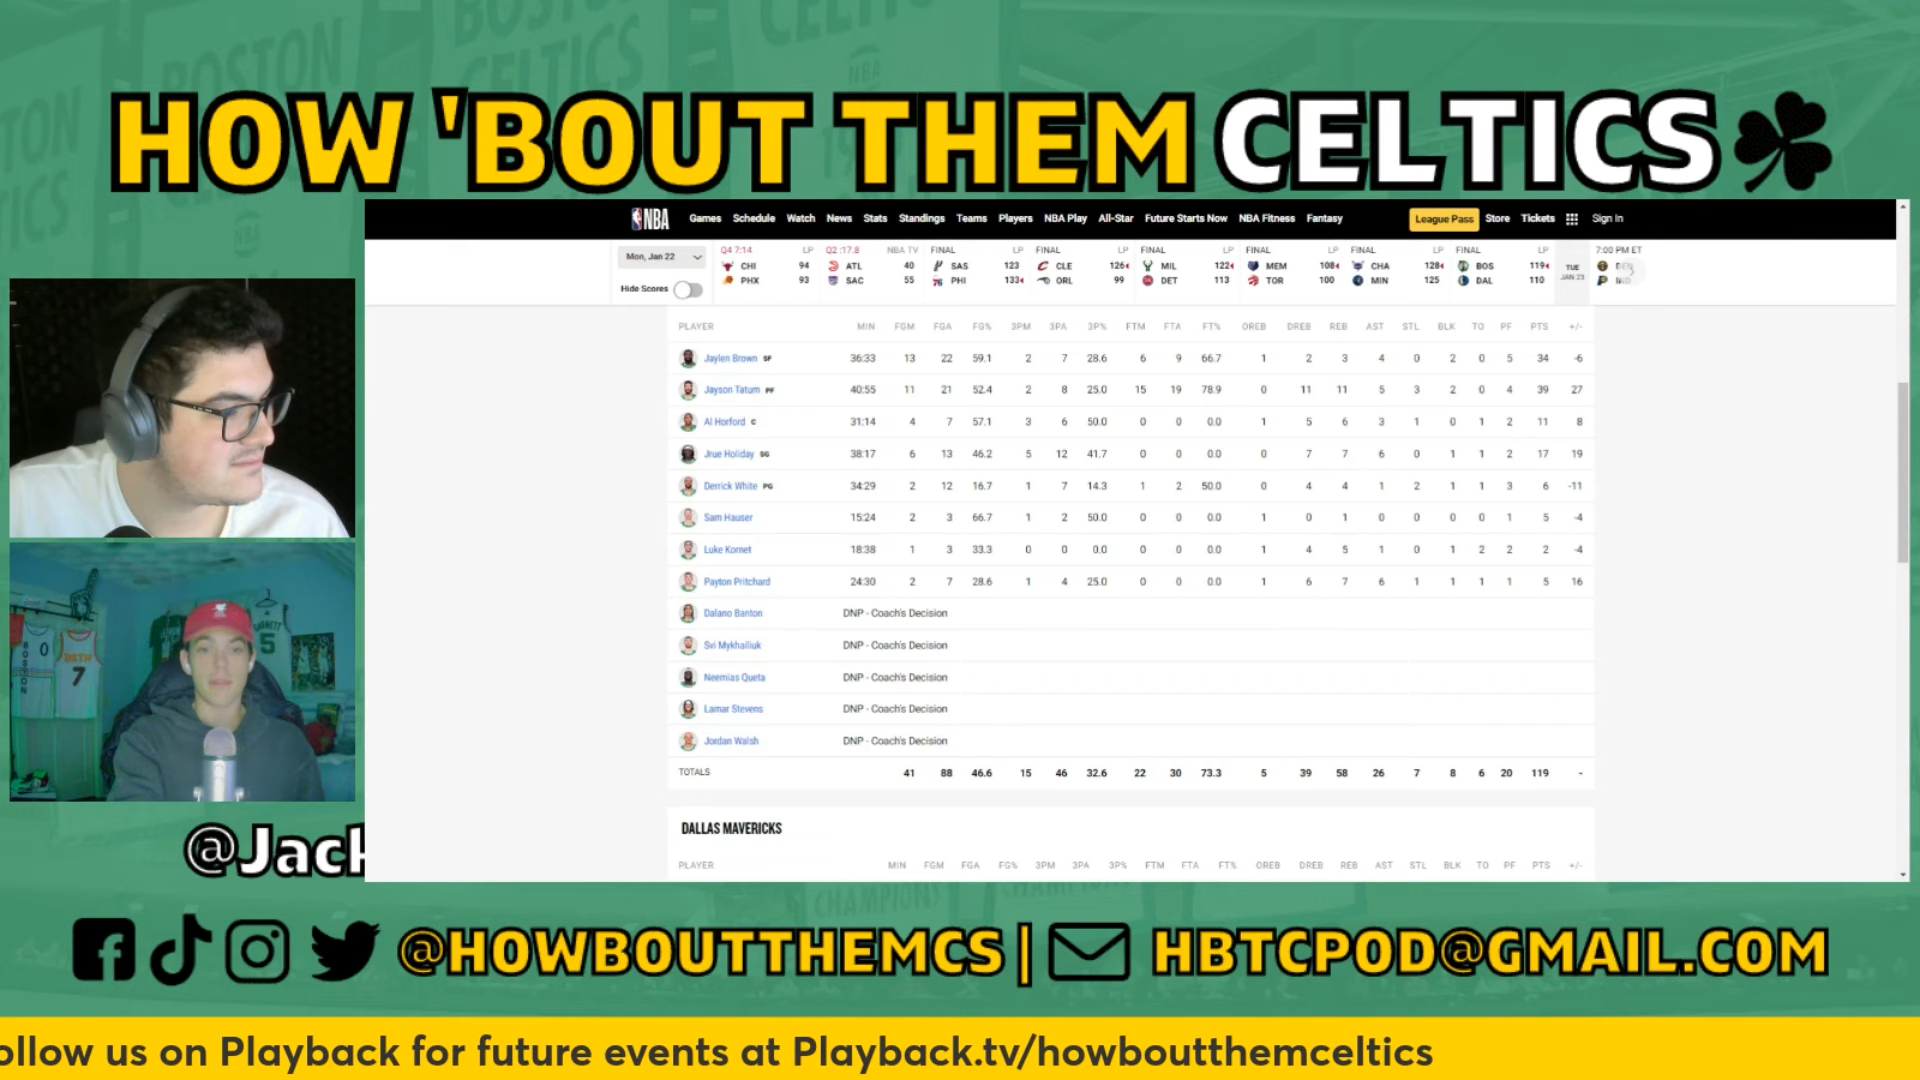 HOW 'BOUT THEM CELTICS
NBA Games Schedule Watch News Stats Standings Teams Players NBA Play All-Star Future Starts Now NBA Fitness Fantasy League Pass Store Tickets Sign In
Mon, Jan 22
Hide Scores
Q4 7:14 LP
CHI 94
PHX 93
Q2 :17.8 NBA TV
ATL 40
SAC 55
FINAL LP
SAS 123
PHI 133
FINAL LP
CLE 126
ORL 99
FINAL LP
MIL 122
DET 113
FINAL LP
MEM 108
TOR 100
FINAL LP
CHA 128
MIN 125
FINAL LP
BOS 119
DAL 110
TUE
JAN 23
7:00 PM ET
PLAYER MIN FGM FGA FG% 3PM 3PA 3P% FTM FTA FT% OREB DREB REB AST STL BLK TO PF PTS +/-
Jaylen Brown SF 36:33 13 22 59.1 2 7 28.6 6 9 66.7 1 2 3 4 0 2 0 5 34 -6
Jayson Tatum PF 40:55 11 21 52.4 2 8 25.0 15 19 78.9 0 11 11 5 3 2 0 4 39 27
Al Horford C 31:14 4 7 57.1 3 6 50.0 0 0 0.0 1 5 6 3 1 0 1 2 11 8
Jrue Holiday SG 38:17 6 13 46.2 5 12 41.7 0 0 0.0 0 7 7 6 0 1 1 2 17 19
Derrick White PG 34:29 2 12 16.7 1 7 14.3 1 2 50.0 0 4 4 1 2 1 1 3 6 -11
Sam Hauser 15:24 2 3 66.7 1 2 50.0 0 0 0.0 1 0 1 0 0 0 0 1 5 -4
Luke Kornet 18:38 1 3 33.3 0 0 0.0 0 0 0.0 1 4 5 1 0 1 2 2 2 -4
Payton Pritchard 24:30 2 7 28.6 1 4 25.0 0 0 0.0 1 6 7 6 1 1 1 1 5 16
Dalano Banton DNP - Coach's Decision
Svi Mykhailiuk DNP - Coach's Decision
Neemias Queta DNP - Coach's Decision
Lamar Stevens DNP - Coach's Decision
Jordan Walsh DNP - Coach's Decision
TOTALS 41 88 46.6 15 46 32.6 22 30 73.3 5 39 58 26 7 8 6 20 119 -
DALLAS MAVERICKS
PLAYER MIN FGM FGA FG% 3PM 3PA 3P% FTM FTA FT% OREB DREB REB AST STL BLK TO PF PTS +/-
@Jack
@HOWBOUTTHEMCS | HBTCPOD@GMAIL.COM
ollow us on Playback for future events at Playback.tv/howboutthemceltics